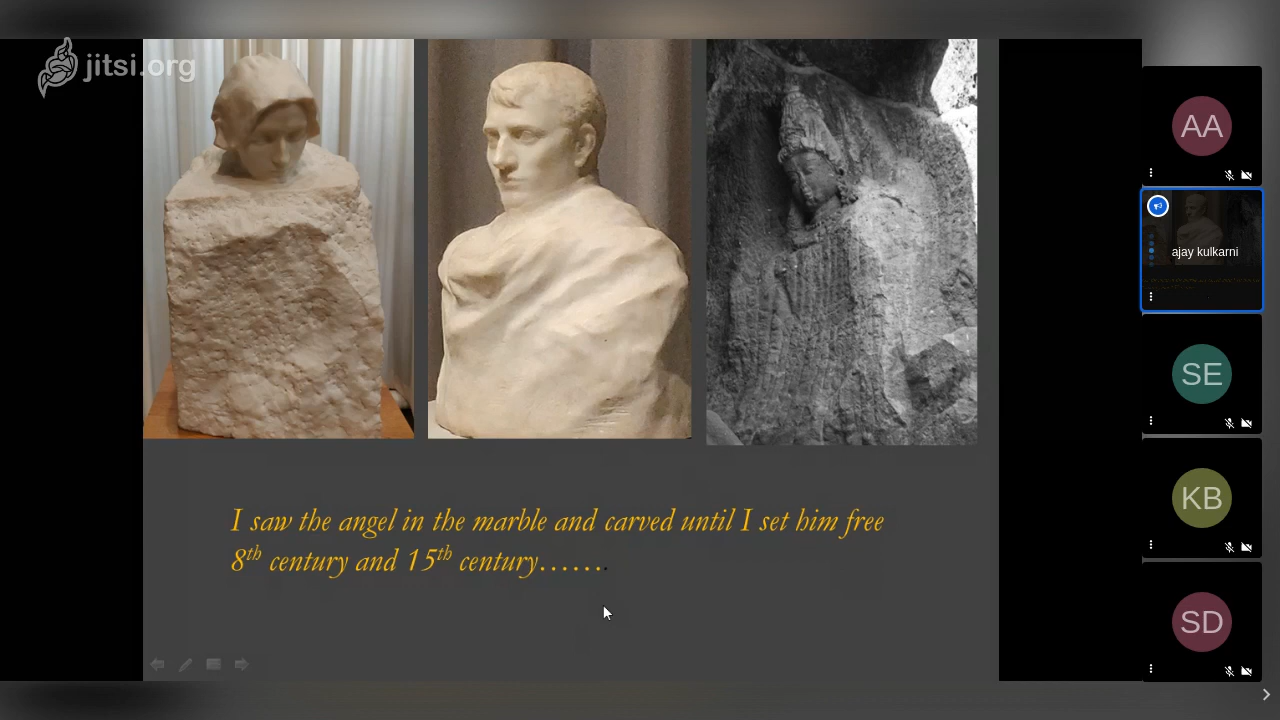 jitsi.org
AA
ajay kulkarni
SE
KB
SD
I saw the angel in the marble and carved until I set him free
8th century and 15th century.......